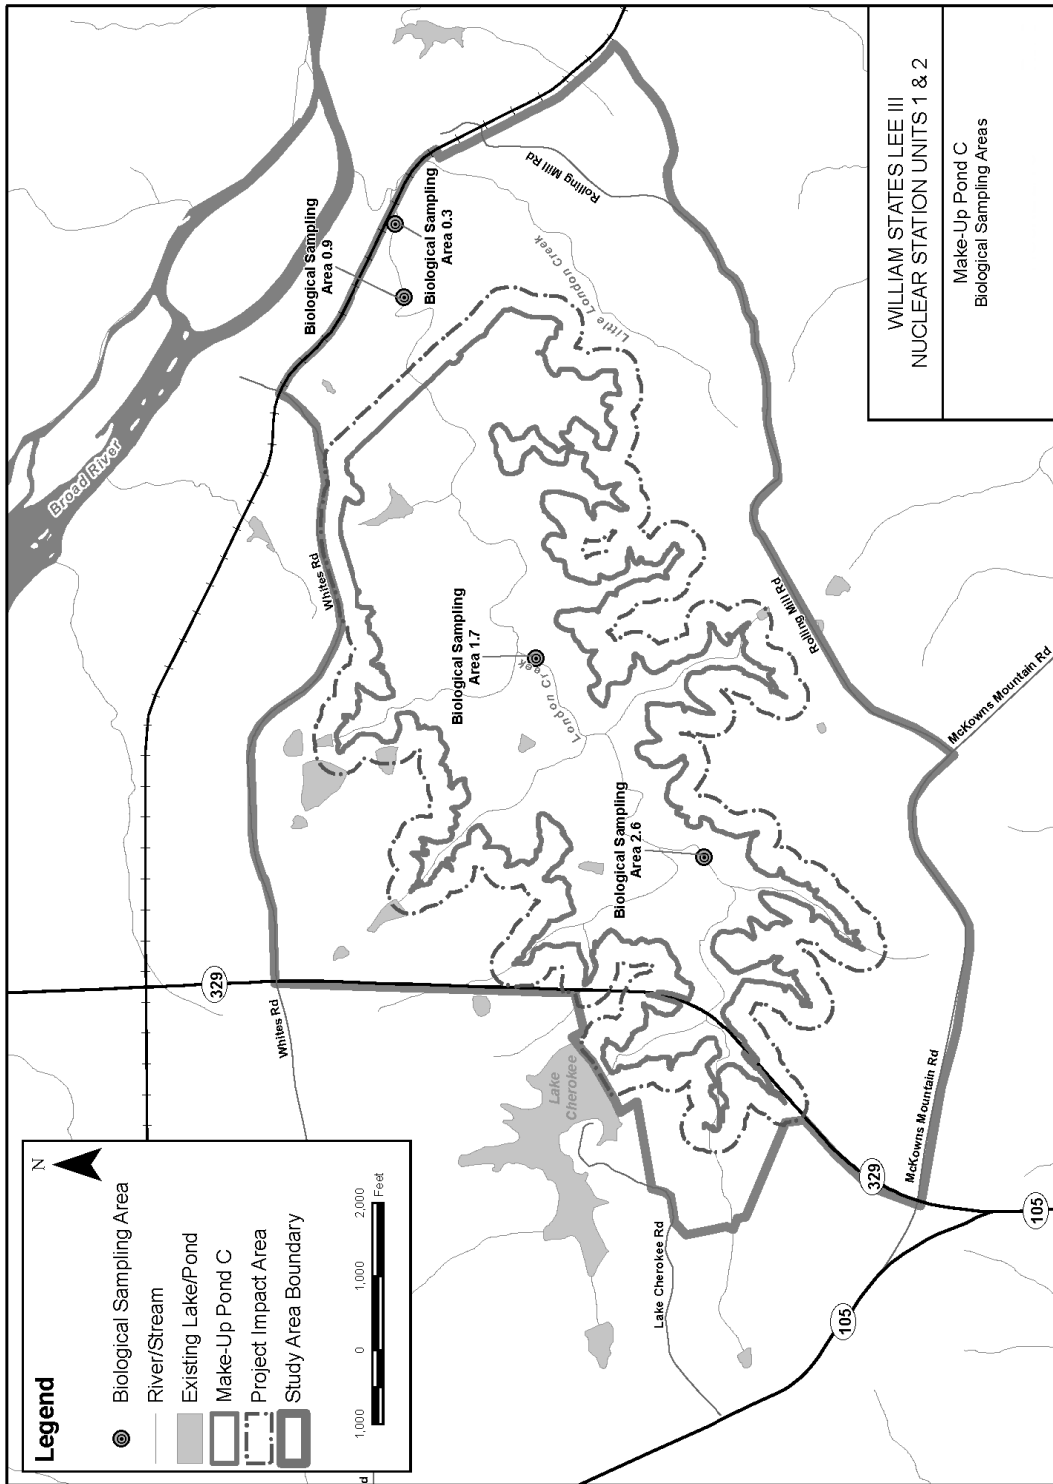 Legend
N
Biological Sampling Area
River/Stream
Existing Lake/Pond
Make-Up Pond C
Project Impact Area
Study Area Boundary
1,000
0
1,000
2,000
Feet
d
Broad River
329
Whites Rd
Whites Rd
Biological Sampling
Area 0.9
Biological Sampling
Area 0.3
Rolling Mill Rd
Little London Creek
Biological Sampling
Area 1.7
London Creek
Biological Sampling
Area 2.6
Lake
Cherokee
Lake Cherokee Rd
Rolling Mill Rd
McKowns Mountain Rd
McKowns Mountain Rd
329
105
105
WILLIAM STATES LEE III
NUCLEAR STATION UNITS 1 & 2
Make-Up Pond C
Biological Sampling Areas